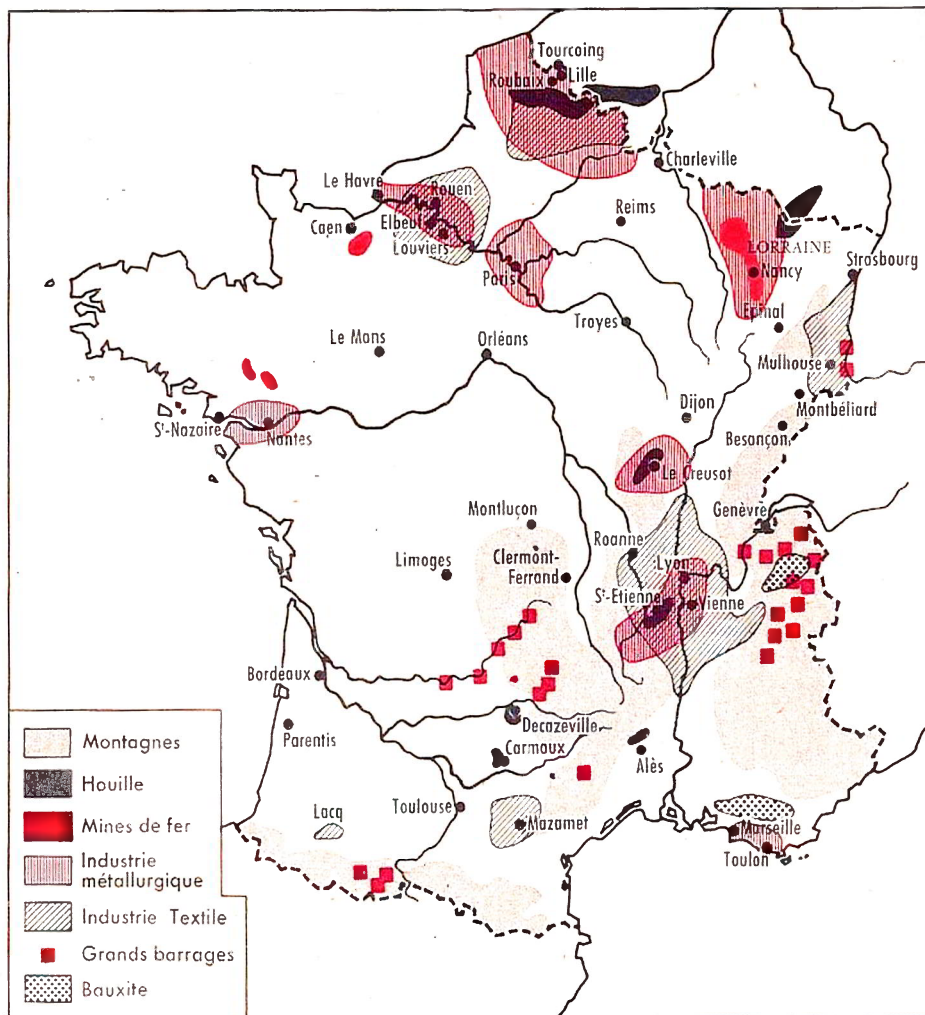 Tourcoing
Lille
Roubaix
Charleville
Le Havre
Rouen
Elbeuf
Louviers
Caen
Reims
Paris
LORRAINE
Nancy
Strasbourg
Epinal
Troyes
Le Mans
Orléans
Mulhouse
Montbéliard
Dijon
Besançon
St-Nazaire
Nantes
Le Creusot
Genèvre
Montluçon
Roanne
Limoges
Clermont-
Ferrand
Lyon
St-Etienne
Vienne
Bordeaux
Decazeville
Parentis
Carmaux
Alès
Lacq
Toulouse
Mazamet
Marseille
Toulon
Montagnes
Houille
Mines de fer
Industrie
métallurgique
Industrie Textile
Grands barrages
Bauxite